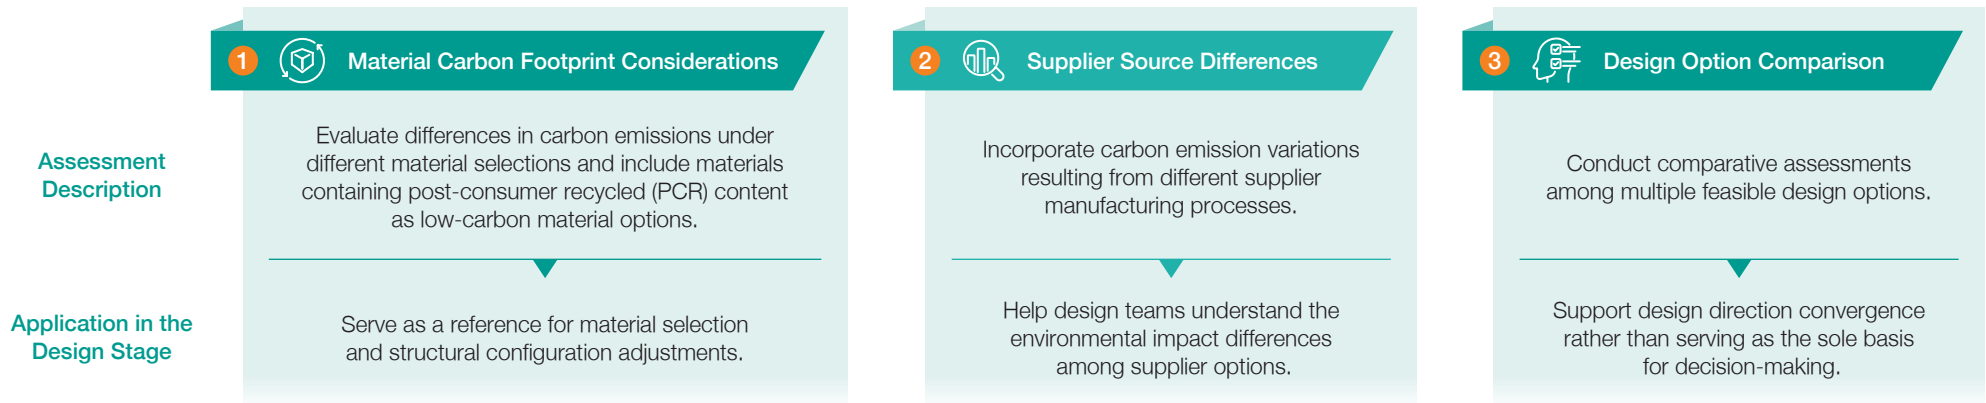 1 Material Carbon Footprint Considerations
2 Supplier Source Differences
3 Design Option Comparison
Assessment
Description
Evaluate differences in carbon emissions under
different material selections and include materials
containing post-consumer recycled (PCR) content
as low-carbon material options.
Incorporate carbon emission variations
resulting from different supplier
manufacturing processes.
Conduct comparative assessments
among multiple feasible design options.
Application in the
Design Stage
Serve as a reference for material selection
and structural configuration adjustments.
Help design teams understand the
environmental impact differences
among supplier options.
Support design direction convergence
rather than serving as the sole basis
for decision-making.